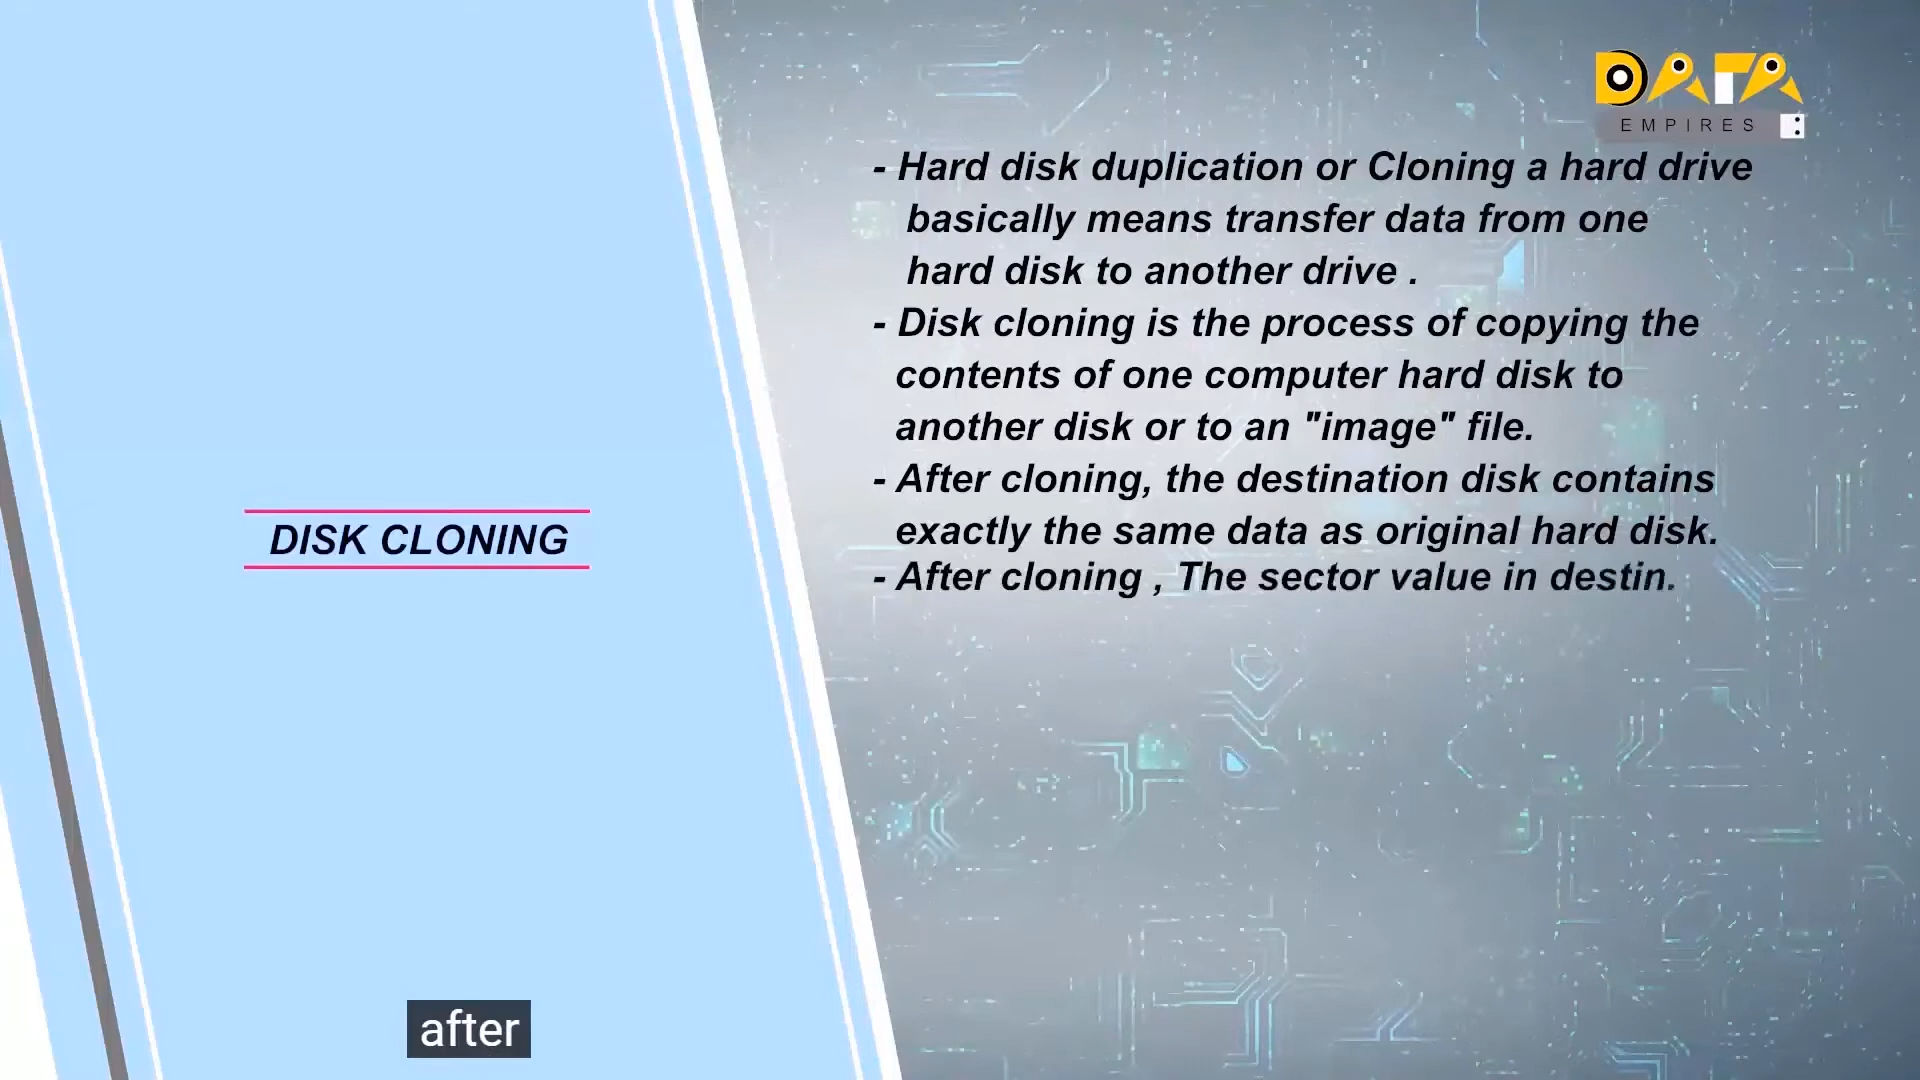 DATA
EMPIRES
- Hard disk duplication or Cloning a hard drive
basically means transfer data from one
hard disk to another drive .
- Disk cloning is the process of copying the
contents of one computer hard disk to
another disk or to an "image" file.
- After cloning, the destination disk contains
exactly the same data as original hard disk.
- After cloning , The sector value in destin.
DISK CLONING
after